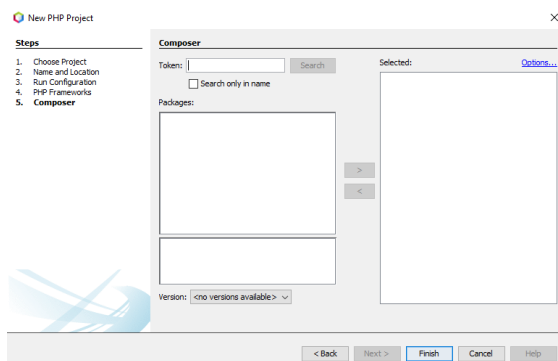 New PHP Project
Steps
1. Choose Project
2. Name and Location
3. Run Configuration
4. PHP Frameworks
5. Composer
Composer
Token:
Search
Search only in name
Packages:
>
<
Version: <no versions available>
Selected:
Options...
< Back
Next >
Finish
Cancel
Help